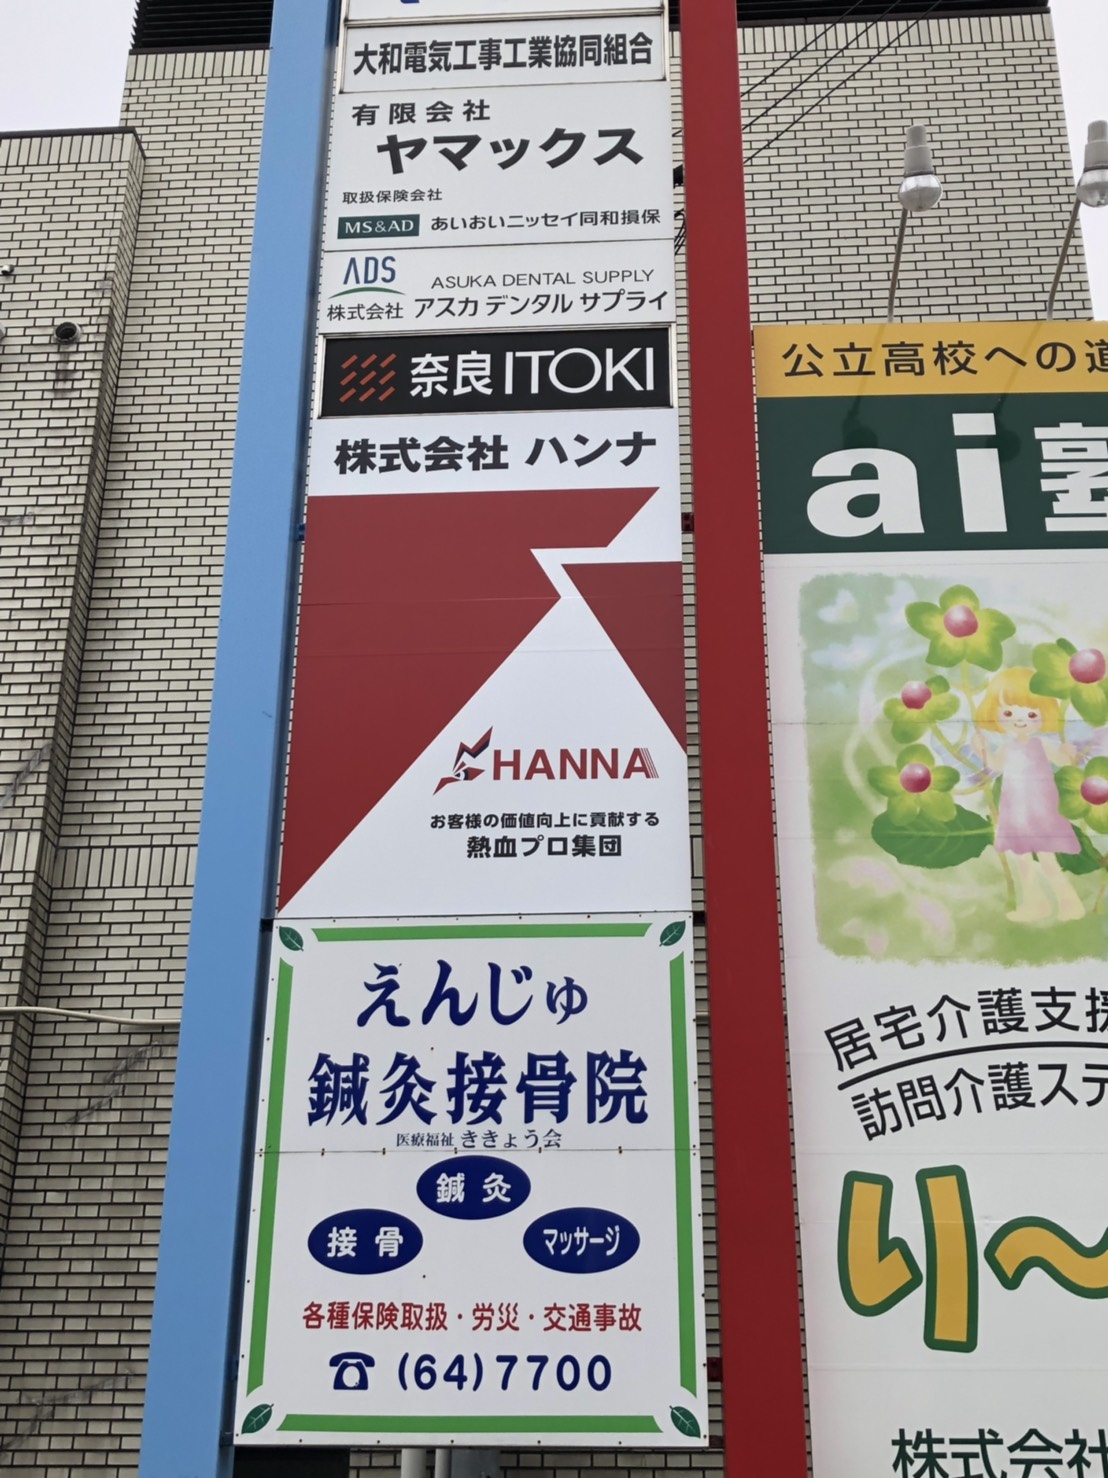 大和電気工事工業協同組合
有限会社
ヤマックス
取扱保険会社
MS&AD あいおいニッセイ同和損保
ADS
ASUKA DENTAL SUPPLY
株式会社 アスカ デンタル サプライ
奈良ITOKI
株式会社 ハンナ
HANNA
お客様の価値向上に貢献する
熱血プロ集団
えんじゅ
鍼灸接骨院
医療福祉 ききょう会
鍼灸
接骨
マッサージ
各種保険取扱・労災・交通事故
☎ (64)7700
公立高校への道
ai塾
居宅介護支援
訪問介護ステ
り〜
株式会社